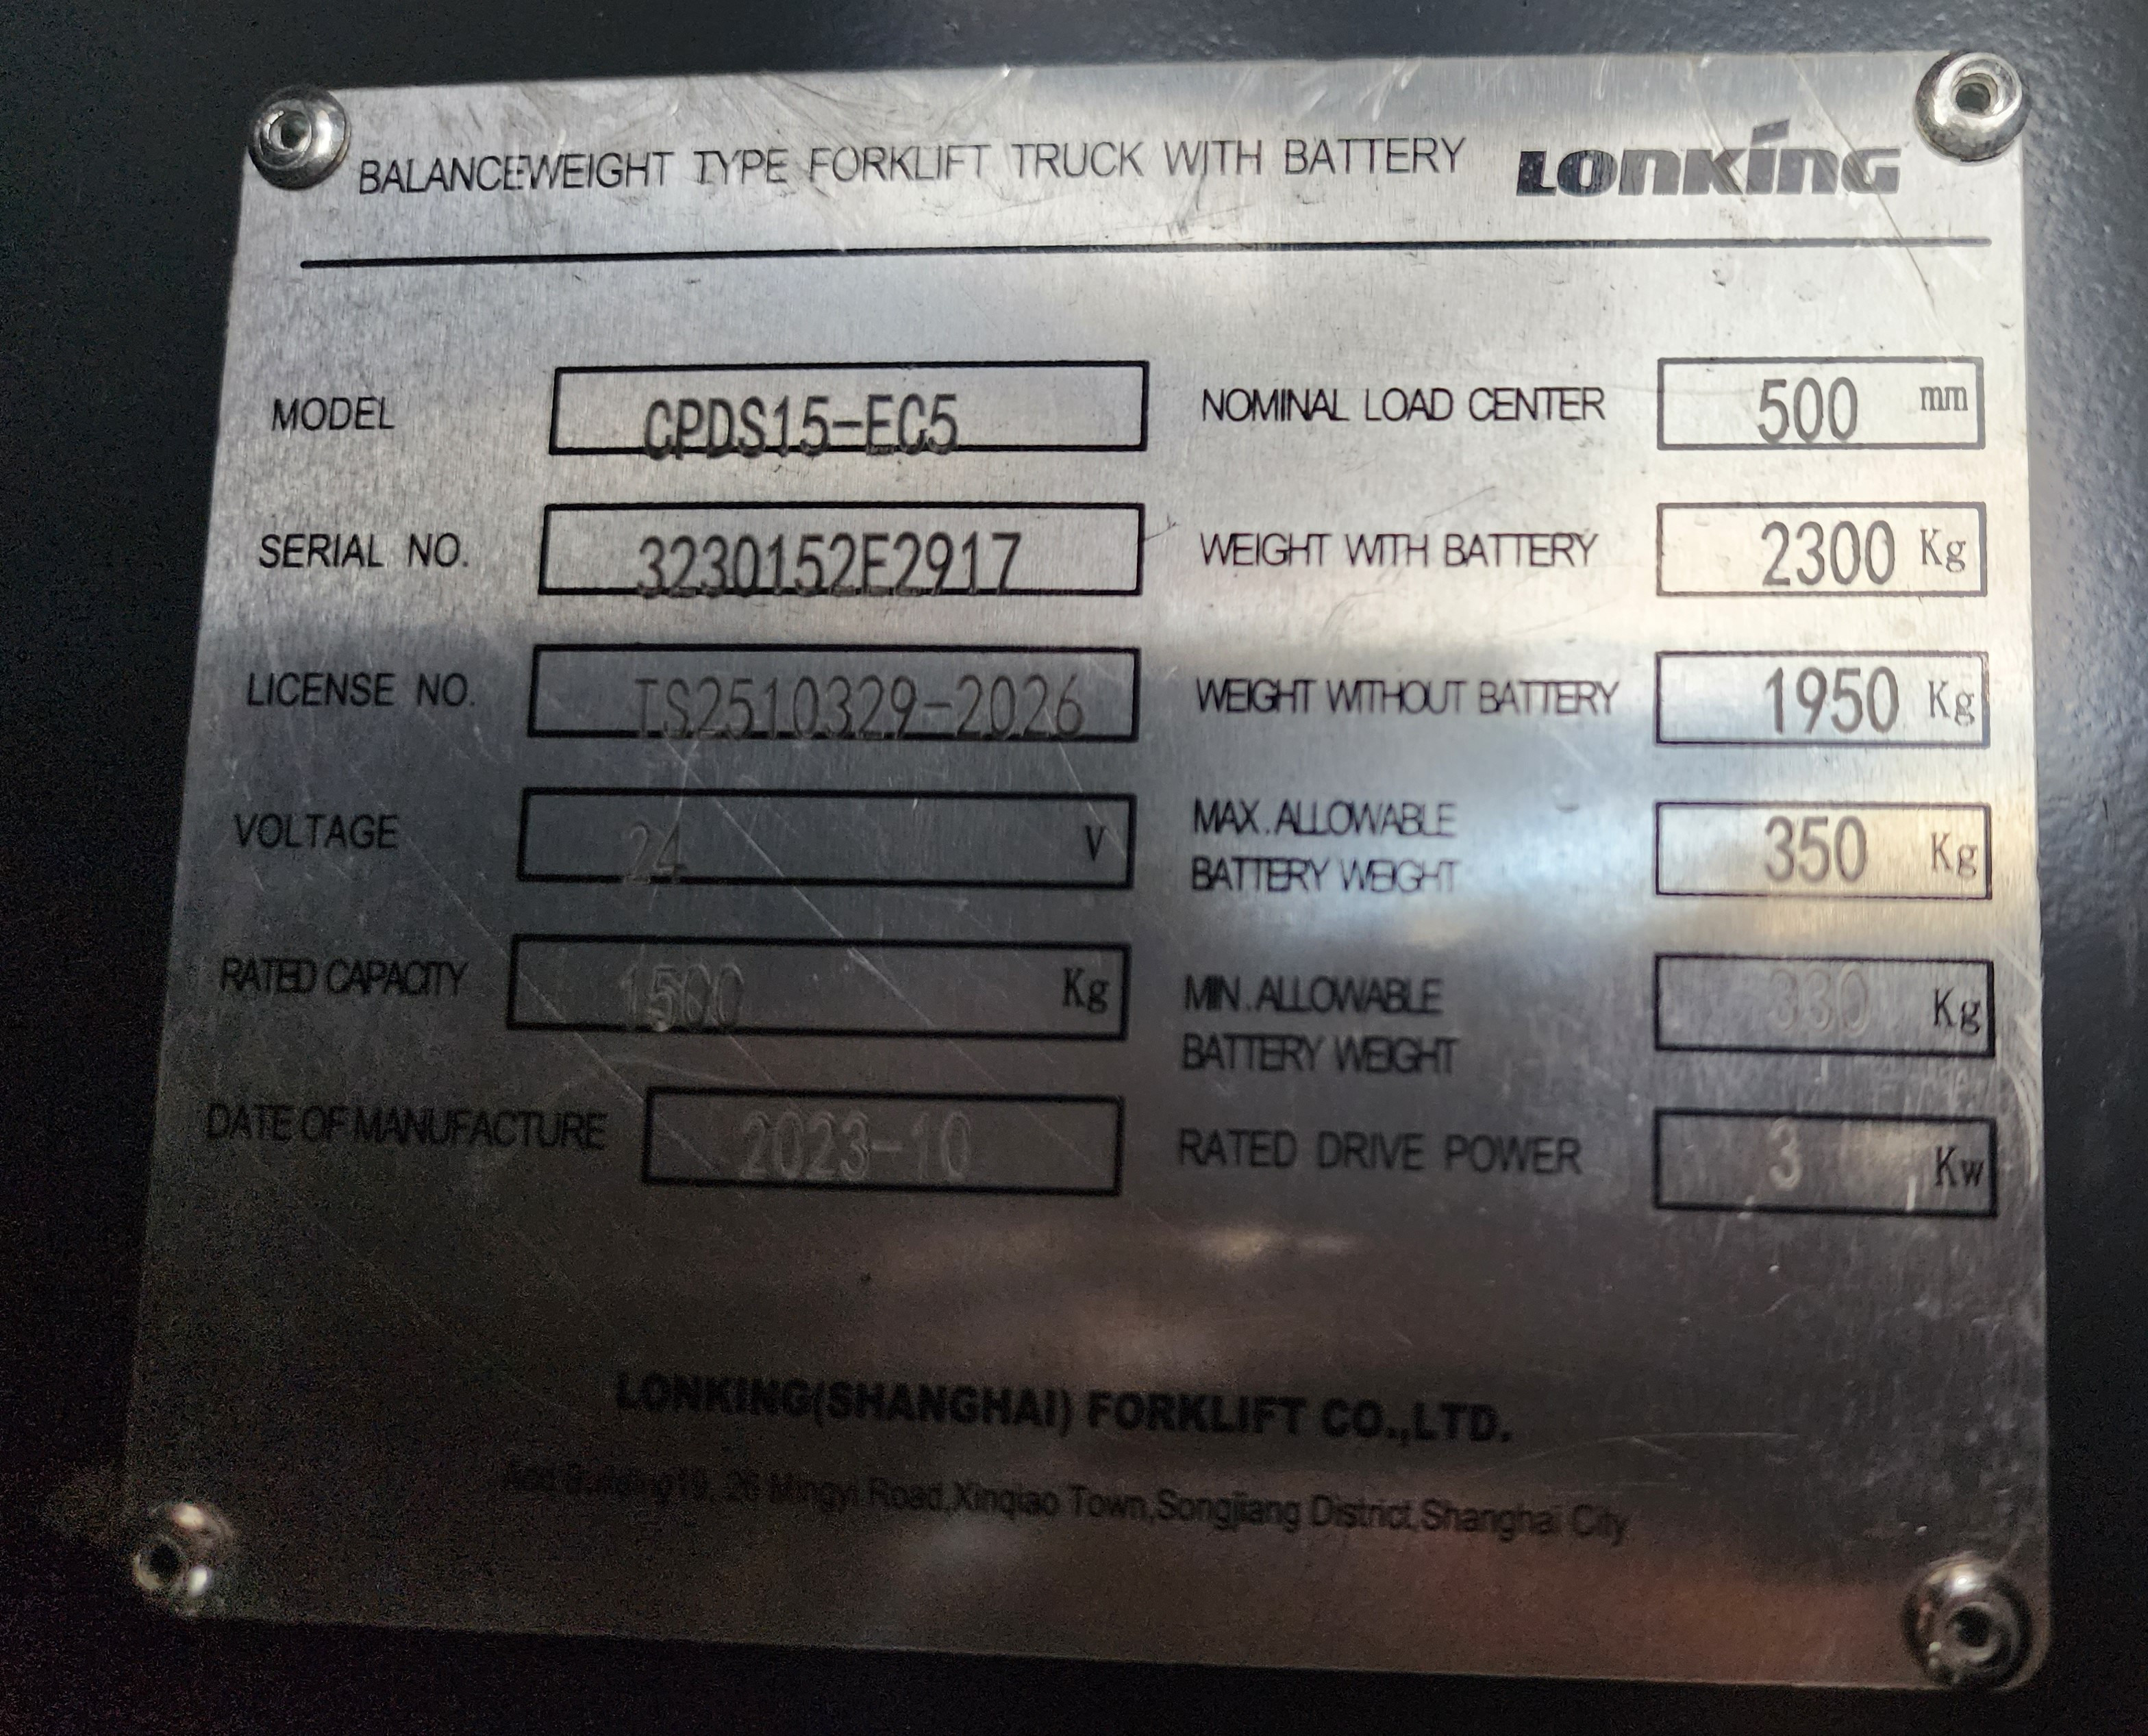 BALANCEWEIGHT TYPE FORKLIFT TRUCK WITH BATTERY LONKING
MODEL CPDS15-EC5
NOMINAL LOAD CENTER 500 mm
SERIAL NO. 3230152E2917
WEIGHT WITH BATTERY 2300 Kg
LICENSE NO. TS2510329-2026
WEIGHT WITHOUT BATTERY 1950 Kg
VOLTAGE 24 V
MAX.ALLOWABLE
BATTERY WEIGHT 350 Kg
RATED CAPACITY 1500 Kg
MIN.ALLOWABLE
BATTERY WEIGHT 330 Kg
DATE OF MANUFACTURE 2023-10
RATED DRIVE POWER 3 Kw
LONKING(SHANGHAI) FORKLIFT CO.,LTD.
26 Mingyi Road,Xinqiao Town,Songjiang District,Shanghai City